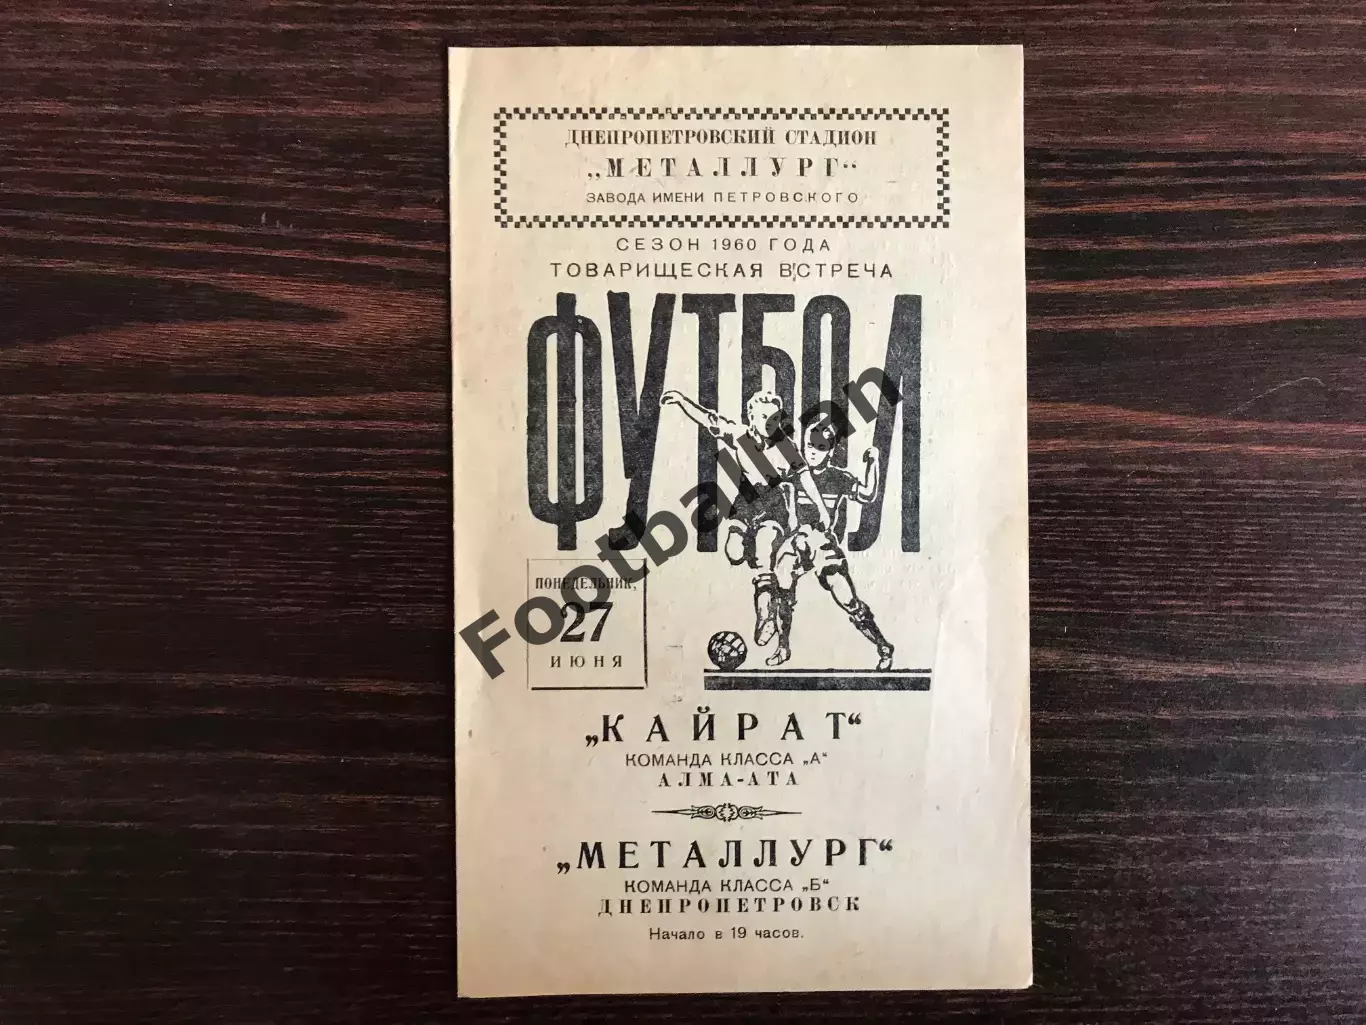 ДНЕПРОПЕТРОВСКИЙ СТАДИОН
„МЕТАЛЛУРГ“
ЗАВОДА ИМЕНИ ПЕТРОВСКОГО
СЕЗОН 1960 ГОДА
ТОВАРИЩЕСКАЯ ВСТРЕЧА
ФУТБОЛ
Footballfan
ПОНЕДЕЛЬНИК,
27
ИЮНЯ
„КАЙРАТ“
КОМАНДА КЛАССА „А“
АЛМА-АТА
„МЕТАЛЛУРГ“
КОМАНДА КЛАССА „Б“
ДНЕПРОПЕТРОВСК
Начало в 19 часов.